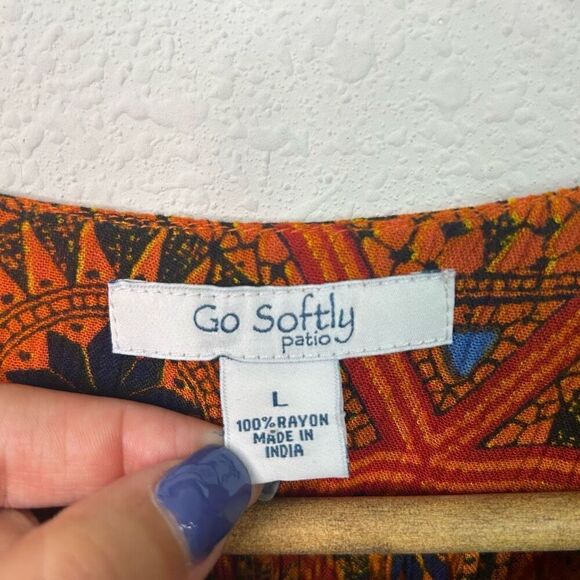 Go Softly
patio
L
100% RAYON
MADE IN
INDIA